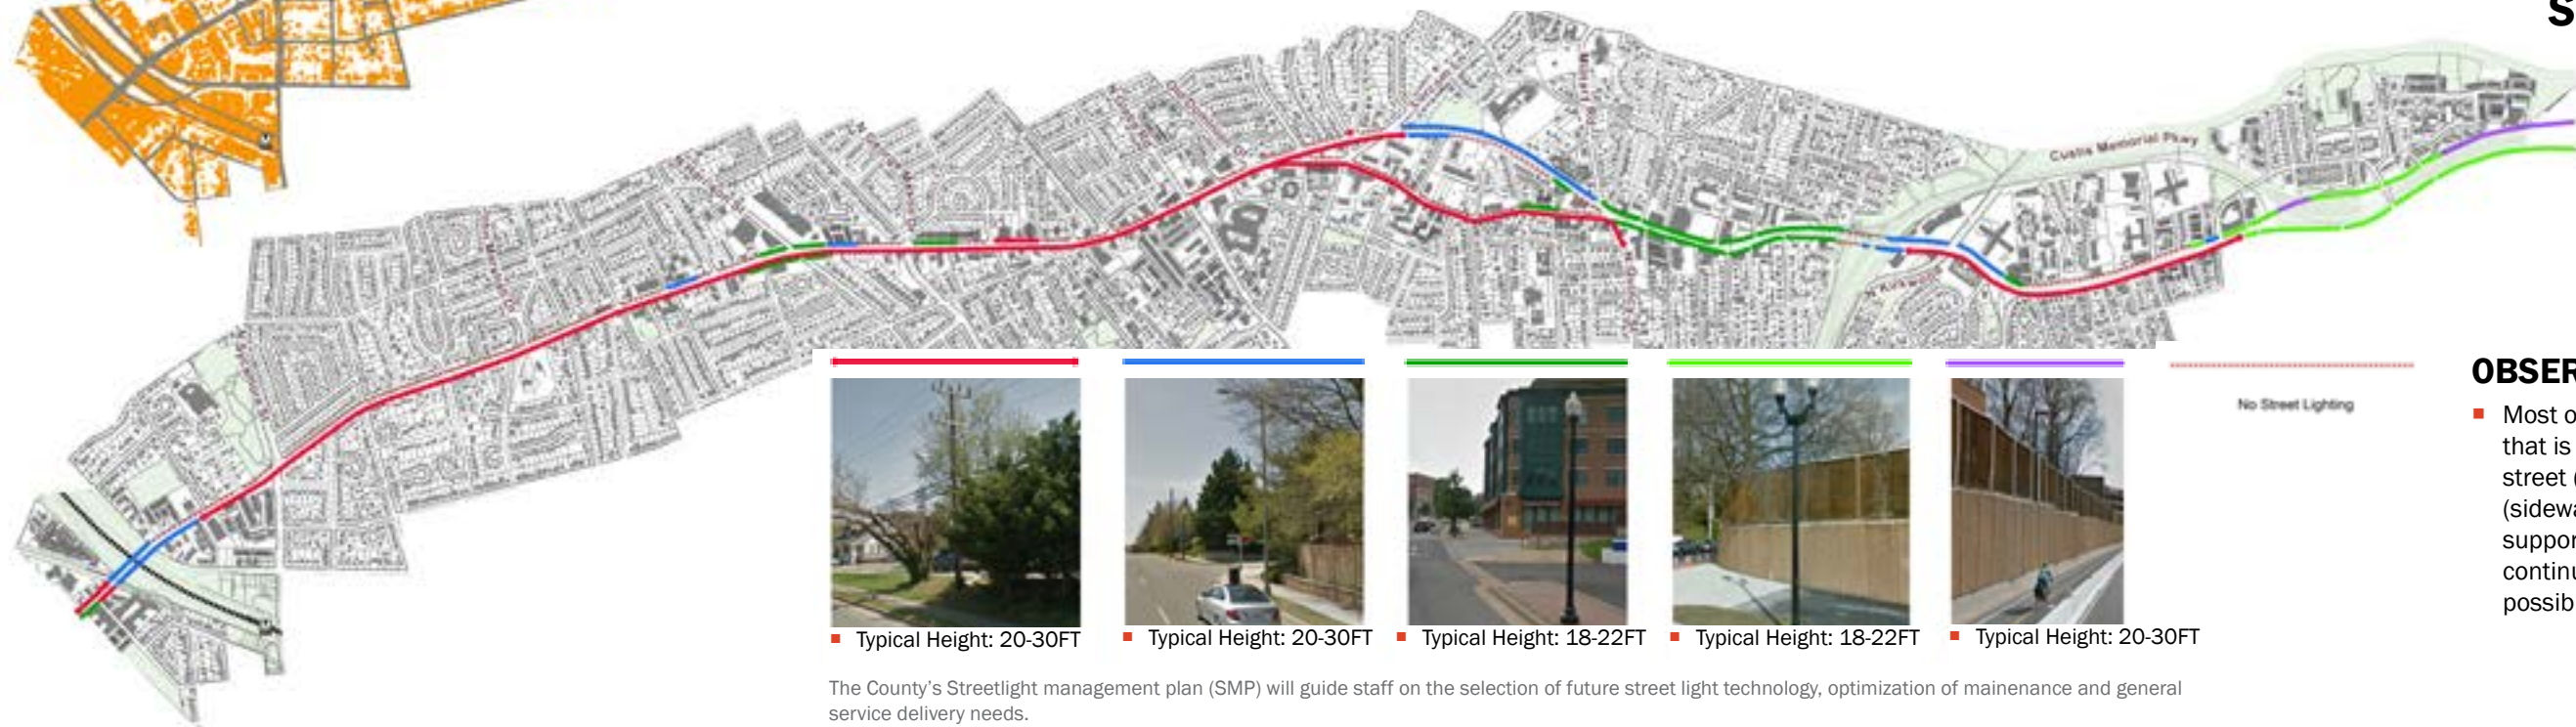 S
Custis Memorial Pkwy
N Kirkwood
No Street Lighting
OBSER
Most o
that is
street (
(sidewa
suppor
continu
possib
Typical Height: 20-30FT
Typical Height: 20-30FT
Typical Height: 18-22FT
Typical Height: 18-22FT
Typical Height: 20-30FT
The County's Streetlight management plan (SMP) will guide staff on the selection of future street light technology, optimization of mainenance and general
service delivery needs.